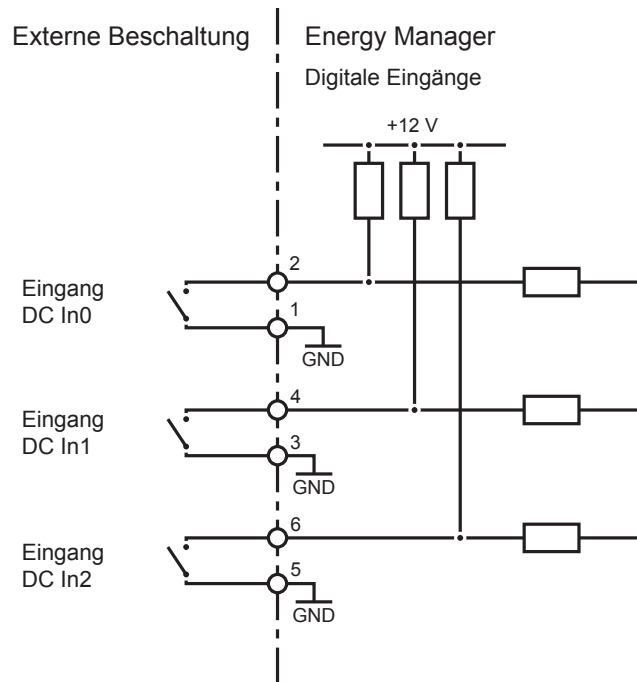 Externe Beschaltung
Energy Manager
Digitale Eingänge
+12 V
2
Eingang
DC In0
1
GND
4
Eingang
DC In1
3
GND
6
Eingang
DC In2
5
GND